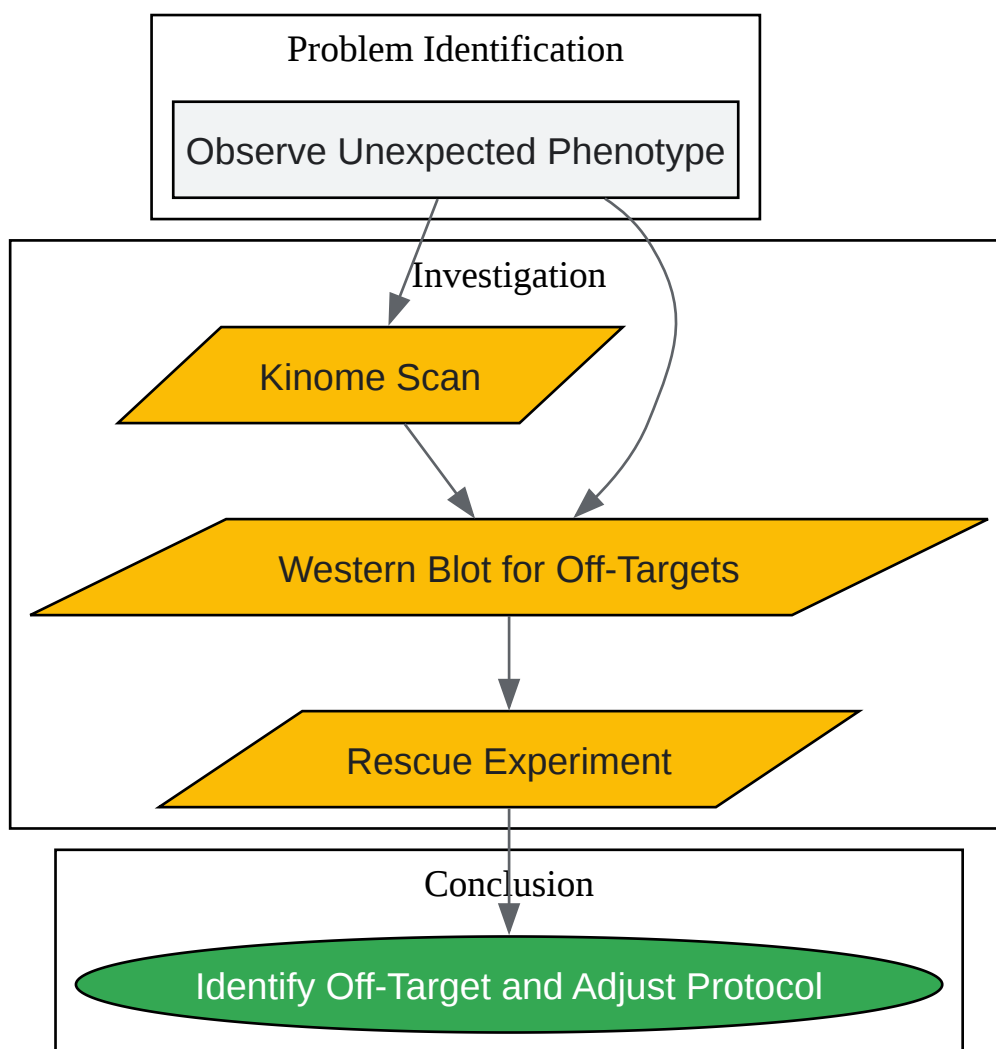 Problem Identification
Observe Unexpected Phenotype
Investigation
Kinome Scan
Western Blot for Off-Targets
Rescue Experiment
Conclusion
Identify Off-Target and Adjust Protocol